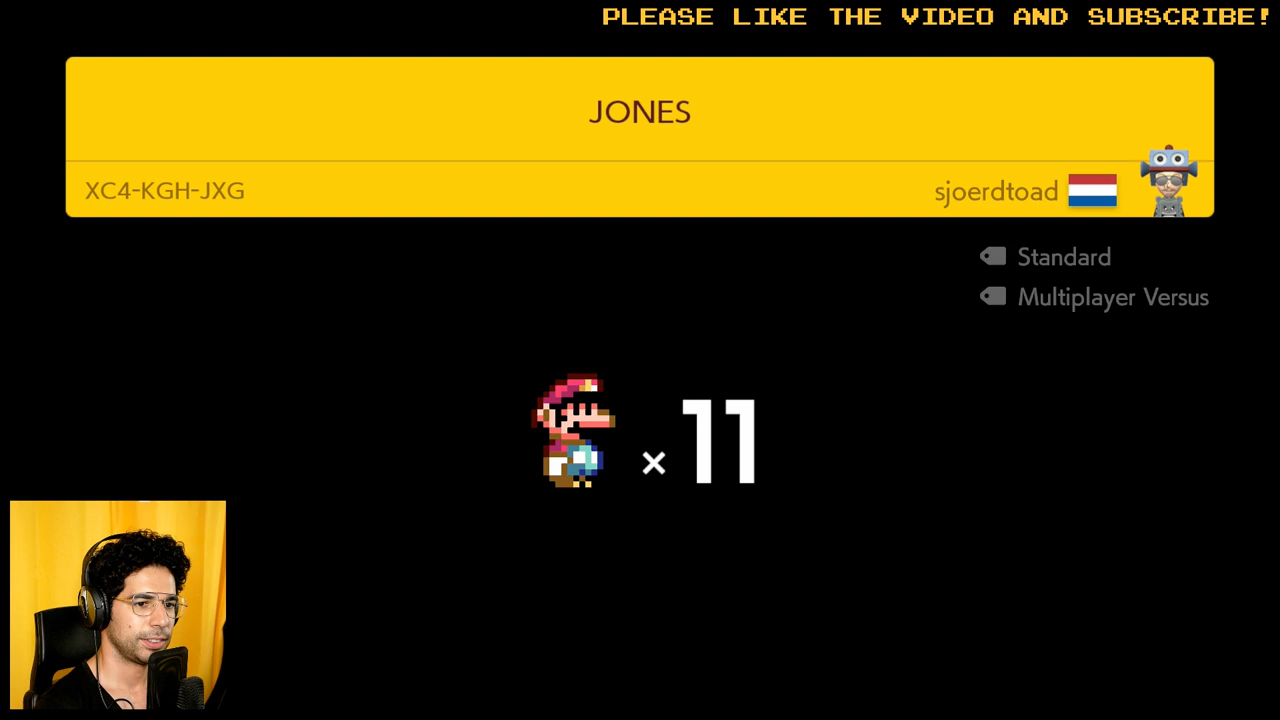 PLEASE LIKE THE VIDEO AND SUBSCRIBE!
JONES
XC4-KGH-JXG
sjoerdtoad
Standard
Multiplayer Versus
× 11